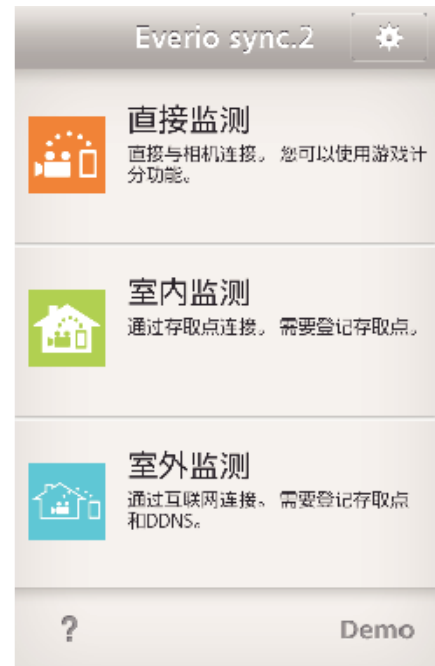 Everio sync.2
直接监测
直接与相机连接。 您可以使用游戏计
分功能。
室内监测
通过存取点连接。 需要登记存取点。
室外监测
通过互联网连接。 需要登记存取点
和DDNS。
?
Demo